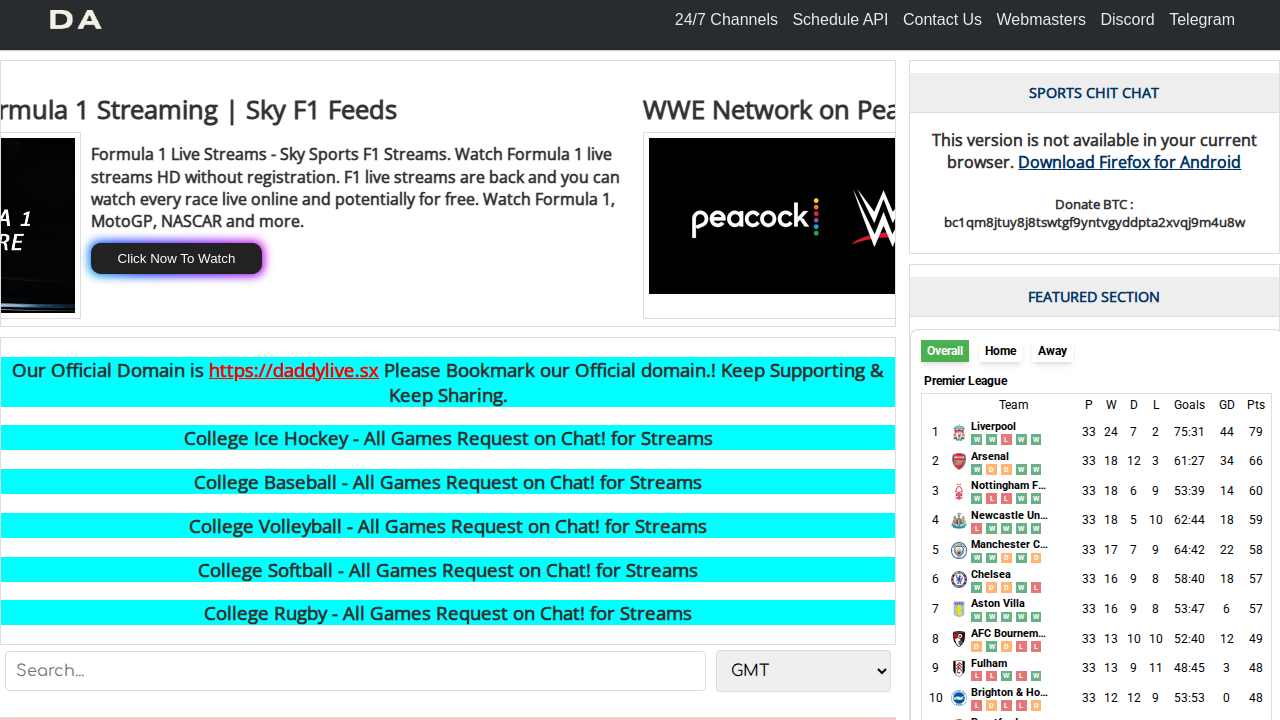 DA
24/7 Channels Schedule API Contact Us Webmasters Discord Telegram
rmula 1 Streaming | Sky F1 Feeds
A 1
RE
Formula 1 Live Streams - Sky Sports F1 Streams. Watch Formula 1 live
streams HD without registration. F1 live streams are back and you can
watch every race live online and potentially for free. Watch Formula 1,
MotoGP, NASCAR and more.
Click Now To Watch
WWE Network on Pea
peacock
Our Official Domain is https://daddylive.sx Please Bookmark our Official domain.! Keep Supporting &
Keep Sharing.
College Ice Hockey - All Games Request on Chat! for Streams
College Baseball - All Games Request on Chat! for Streams
College Volleyball - All Games Request on Chat! for Streams
College Softball - All Games Request on Chat! for Streams
College Rugby - All Games Request on Chat! for Streams
Search...
GMT
SPORTS CHIT CHAT
This version is not available in your current
browser. Download Firefox for Android
Donate BTC :
bc1qm8jtuy8j8tswtgf9yntvgyddpta2xvqj9m4u8w
FEATURED SECTION
Overall Home Away
Premier League
Team P W D L Goals GD Pts
1 Liverpool 33 24 7 2 75:31 44 79
W W L W W
2 Arsenal 33 18 12 3 61:27 34 66
W D D W W
3 Nottingham F... 33 18 6 9 53:39 14 60
W L L W W
4 Newcastle Un... 33 18 5 10 62:44 18 59
L W W W W
5 Manchester C... 33 17 7 9 64:42 22 58
W W D W D
6 Chelsea 33 16 9 8 58:40 18 57
W D D W L
7 Aston Villa 33 16 9 8 53:47 6 57
W W W W W
8 AFC Bournem... 33 13 10 10 52:40 12 49
D W D L L
9 Fulham 33 13 9 11 48:45 3 48
L L W L W
10 Brighton & Ho... 33 12 12 9 53:53 0 48
L D L L D